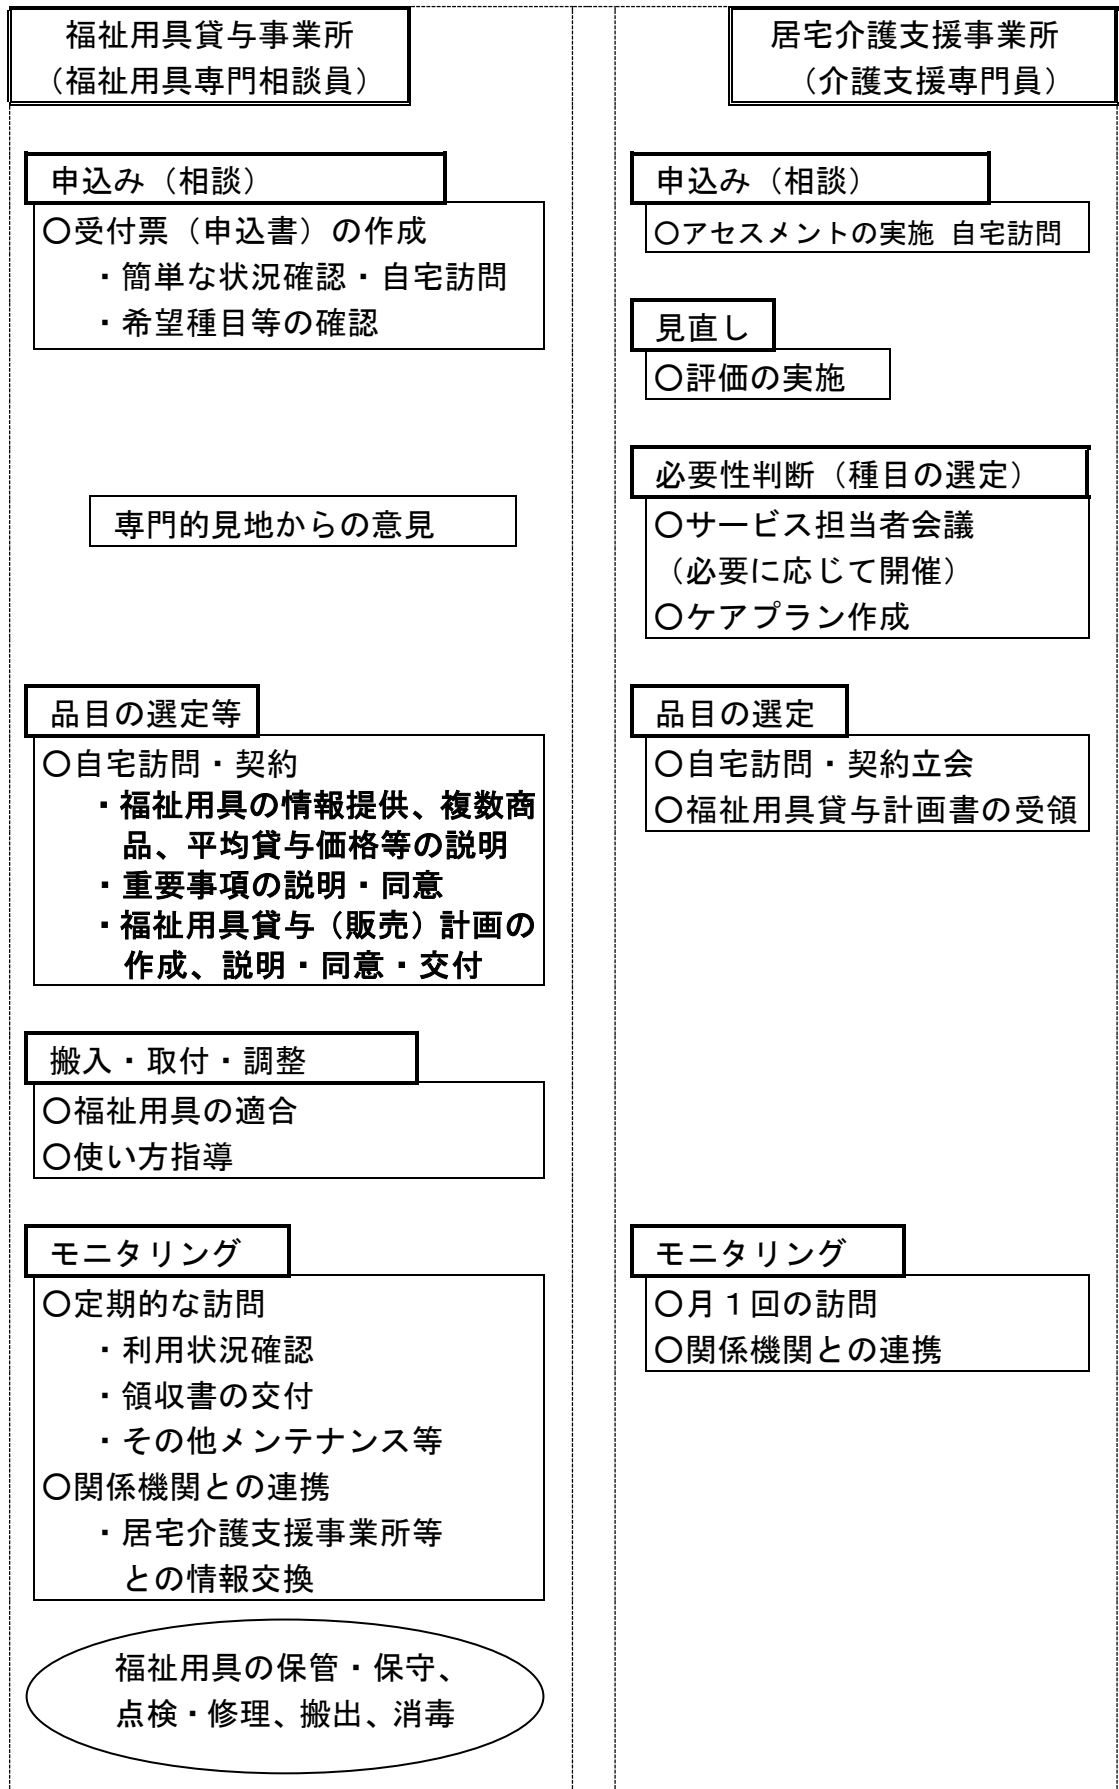 福祉用具貸与事業所
（福祉用具専門相談員）
申込み（相談）
○受付票（申込書）の作成
・簡単な状況確認・自宅訪問
・希望種目等の確認
専門的見地からの意見
品目の選定等
○自宅訪問・契約
・福祉用具の情報提供、複数商
品、平均貸与価格等の説明
・重要事項の説明・同意
・福祉用具貸与（販売）計画の
作成、説明・同意・交付
搬入・取付・調整
○福祉用具の適合
○使い方指導
モニタリング
○定期的な訪問
・利用状況確認
・領収書の交付
・その他メンテナンス等
○関係機関との連携
・居宅介護支援事業所等
との情報交換
福祉用具の保管・保守、
点検・修理、搬出、消毒
居宅介護支援事業所
（介護支援専門員）
申込み（相談）
○アセスメントの実施 自宅訪問
見直し
○評価の実施
必要性判断（種目の選定）
○サービス担当者会議
（必要に応じて開催）
○ケアプラン作成
品目の選定
○自宅訪問・契約立会
○福祉用具貸与計画書の受領
モニタリング
○月１回の訪問
○関係機関との連携